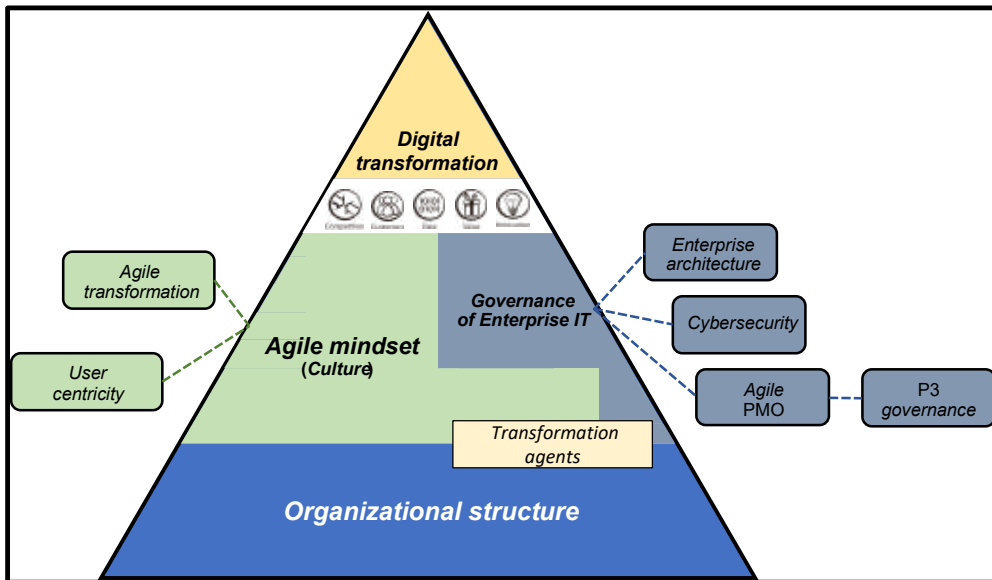 Digital
transformation
Competition Customers Data Value Innovation
Agile
transformation
User
centricity
Agile mindset
(Culture)
Governance
of Enterprise IT
Enterprise
architecture
Cybersecurity
Agile
PMO
P3
governance
Transformation
agents
Organizational structure